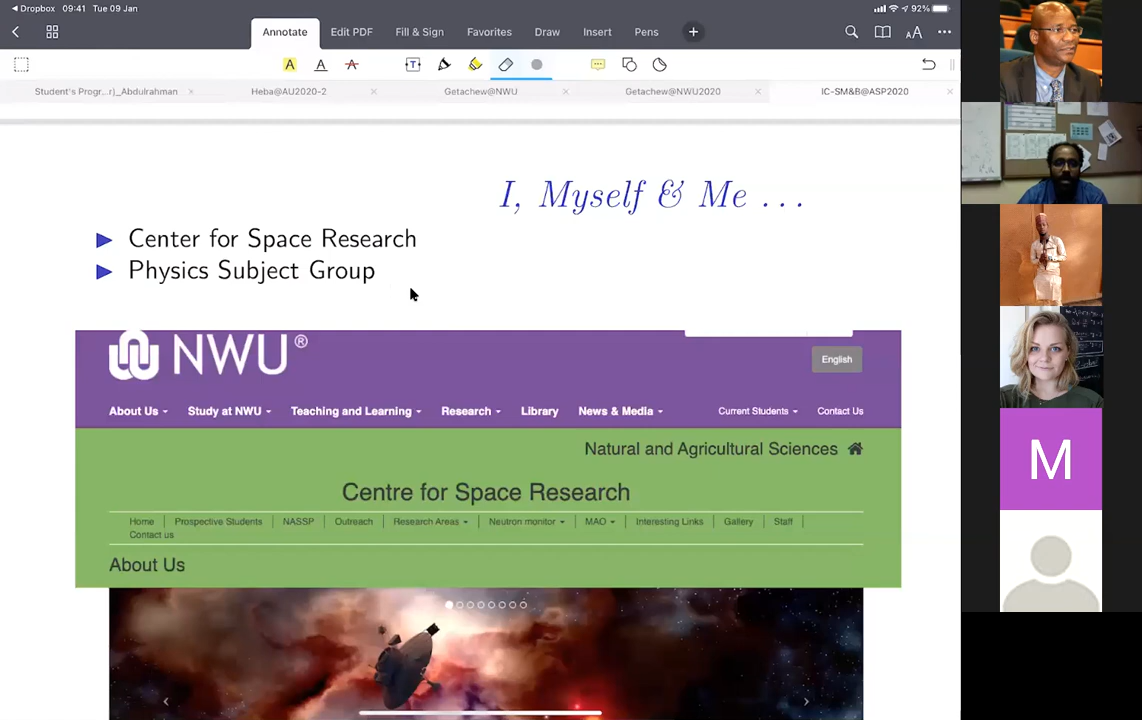 Dropbox 09:41 Tue 09 Jan 92%
Annotate Edit PDF Fill & Sign Favorites Draw Insert Pens
A A A T AA
Student's Progr...r)_Abdulrahman Heba@AU2020-2 Getachew@NWU Getachew@NWU2020 IC-SM&B@ASP2020
I, Myself & Me ...
Center for Space Research
Physics Subject Group
NWU®
English
About Us Study at NWU Teaching and Learning Research Library News & Media Current Students Contact Us
Natural and Agricultural Sciences
Centre for Space Research
Home Prospective Students NASSP Outreach Research Areas Neutron monitor MAO Interesting Links Gallery Staff
Contact us
About Us
M